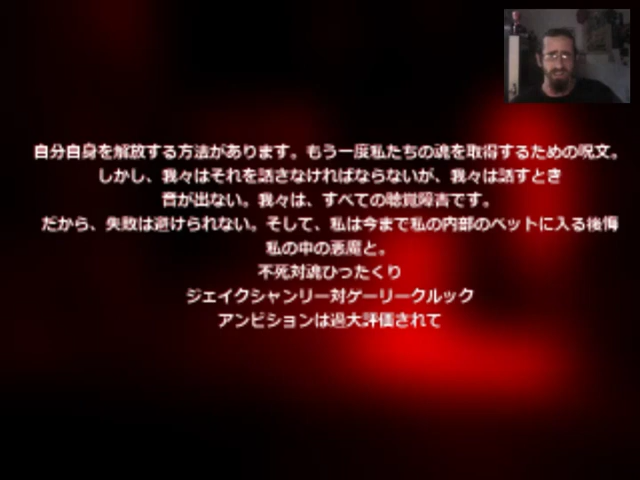 自分自身を解放する方法があります。もう一度私たちの魂を取得するための呪文。
しかし、我々はそれを話さなければならないが、我々は話すとき
音が出ない。我々は、すべての聴覚障害です。
だから、失敗は避けられない。そして、私は今まで私の内部のベットに入る後悔
私の中の悪魔と。
不死対魂ひったくり
ジェイクシャンリー対ゲーリークルック
アンビションは過大評価されて